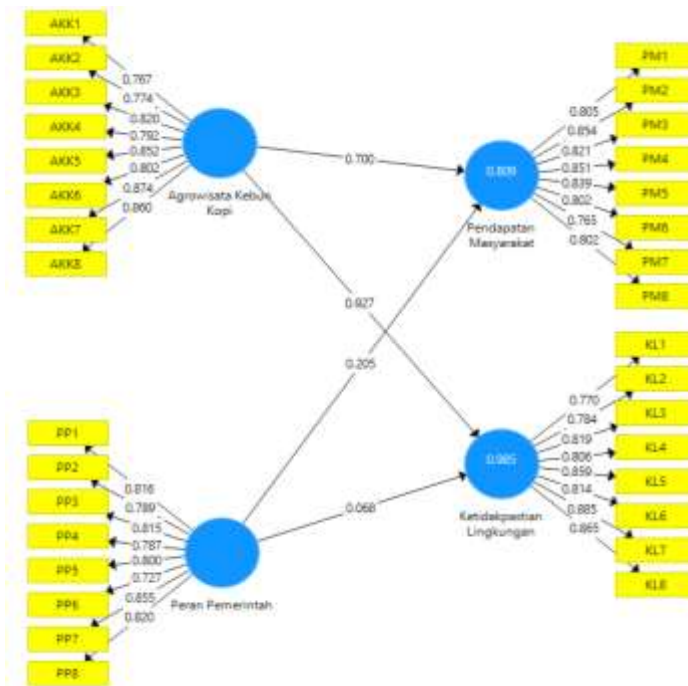 AKK1
AKK2
AKK3
AKK4
AKK5
AKK6
AKK7
AKK8
0.767
0.774
0.820
0.792
0.852
0.802
0.874
0.860
Agrowisata Kebun
Kopi
0.700
0.927
0.205
0.068
0.809
Pendapatan
Masyarakat
0.805
0.854
0.821
0.851
0.839
0.802
0.765
0.802
PM1
PM2
PM3
PM4
PM5
PM6
PM7
PM8
PP1
PP2
PP3
PP4
PP5
PP6
PP7
PP8
0.816
0.789
0.815
0.787
0.800
0.727
0.855
0.820
Peran Pemerintah
0.985
Ketidakpastian
Lingkungan
0.770
0.784
0.819
0.806
0.859
0.814
0.885
0.865
KL1
KL2
KL3
KL4
KL5
KL6
KL7
KL8